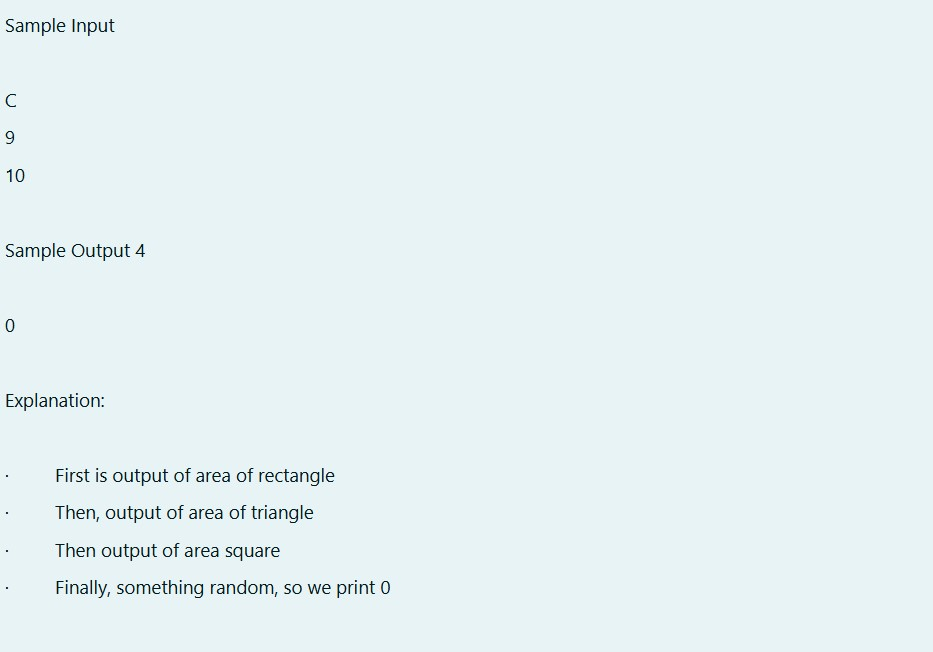 Sample Input
C
9
10
Sample Output 4
0
Explanation:
· First is output of area of rectangle
· Then, output of area of triangle
· Then output of area square
· Finally, something random, so we print 0